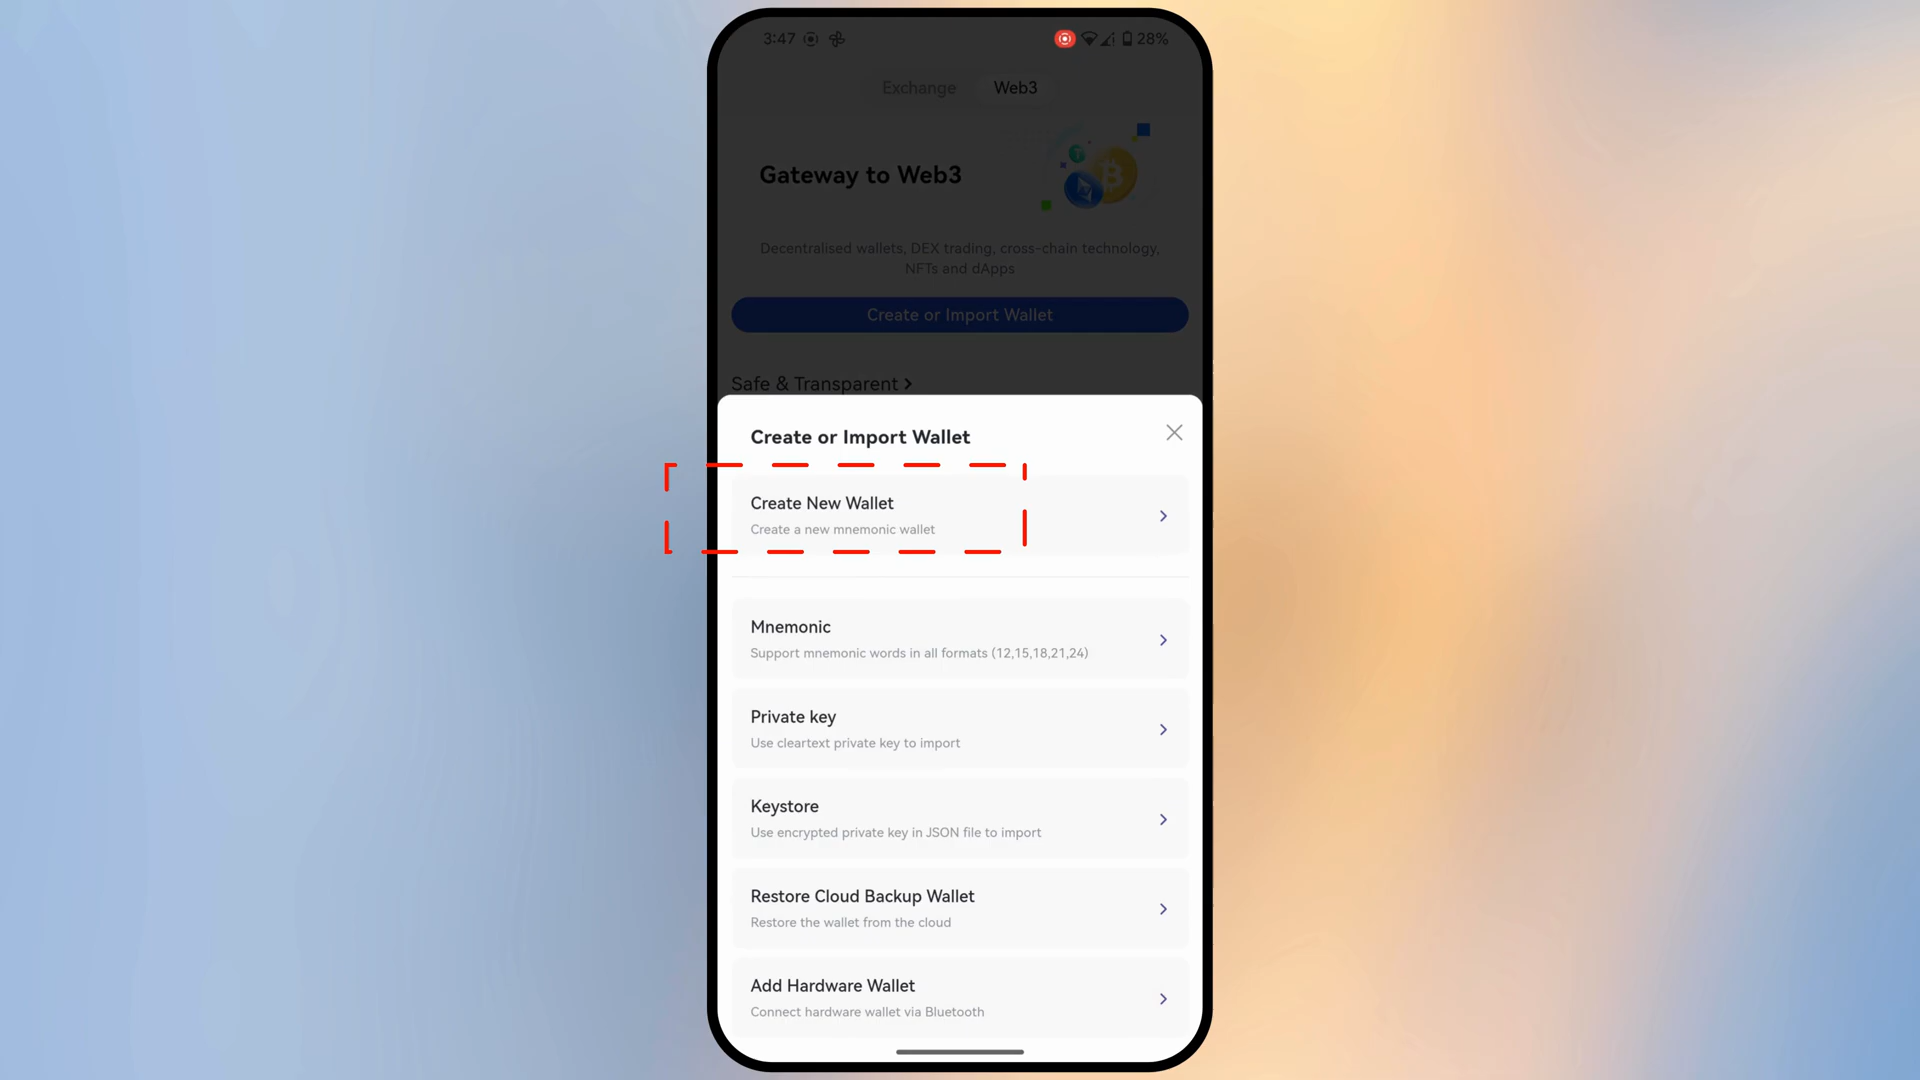 3:47
28%
Exchange
Web3
Gateway to Web3
Decentralised wallets, DEX trading, cross-chain technology,
NFTs and dApps
Create or Import Wallet
Safe & Transparent
Create or Import Wallet
Create New Wallet
Create a new mnemonic wallet
Mnemonic
Support mnemonic words in all formats (12,15,18,21,24)
Private key
Use cleartext private key to import
Keystore
Use encrypted private key in JSON file to import
Restore Cloud Backup Wallet
Restore the wallet from the cloud
Add Hardware Wallet
Connect hardware wallet via Bluetooth